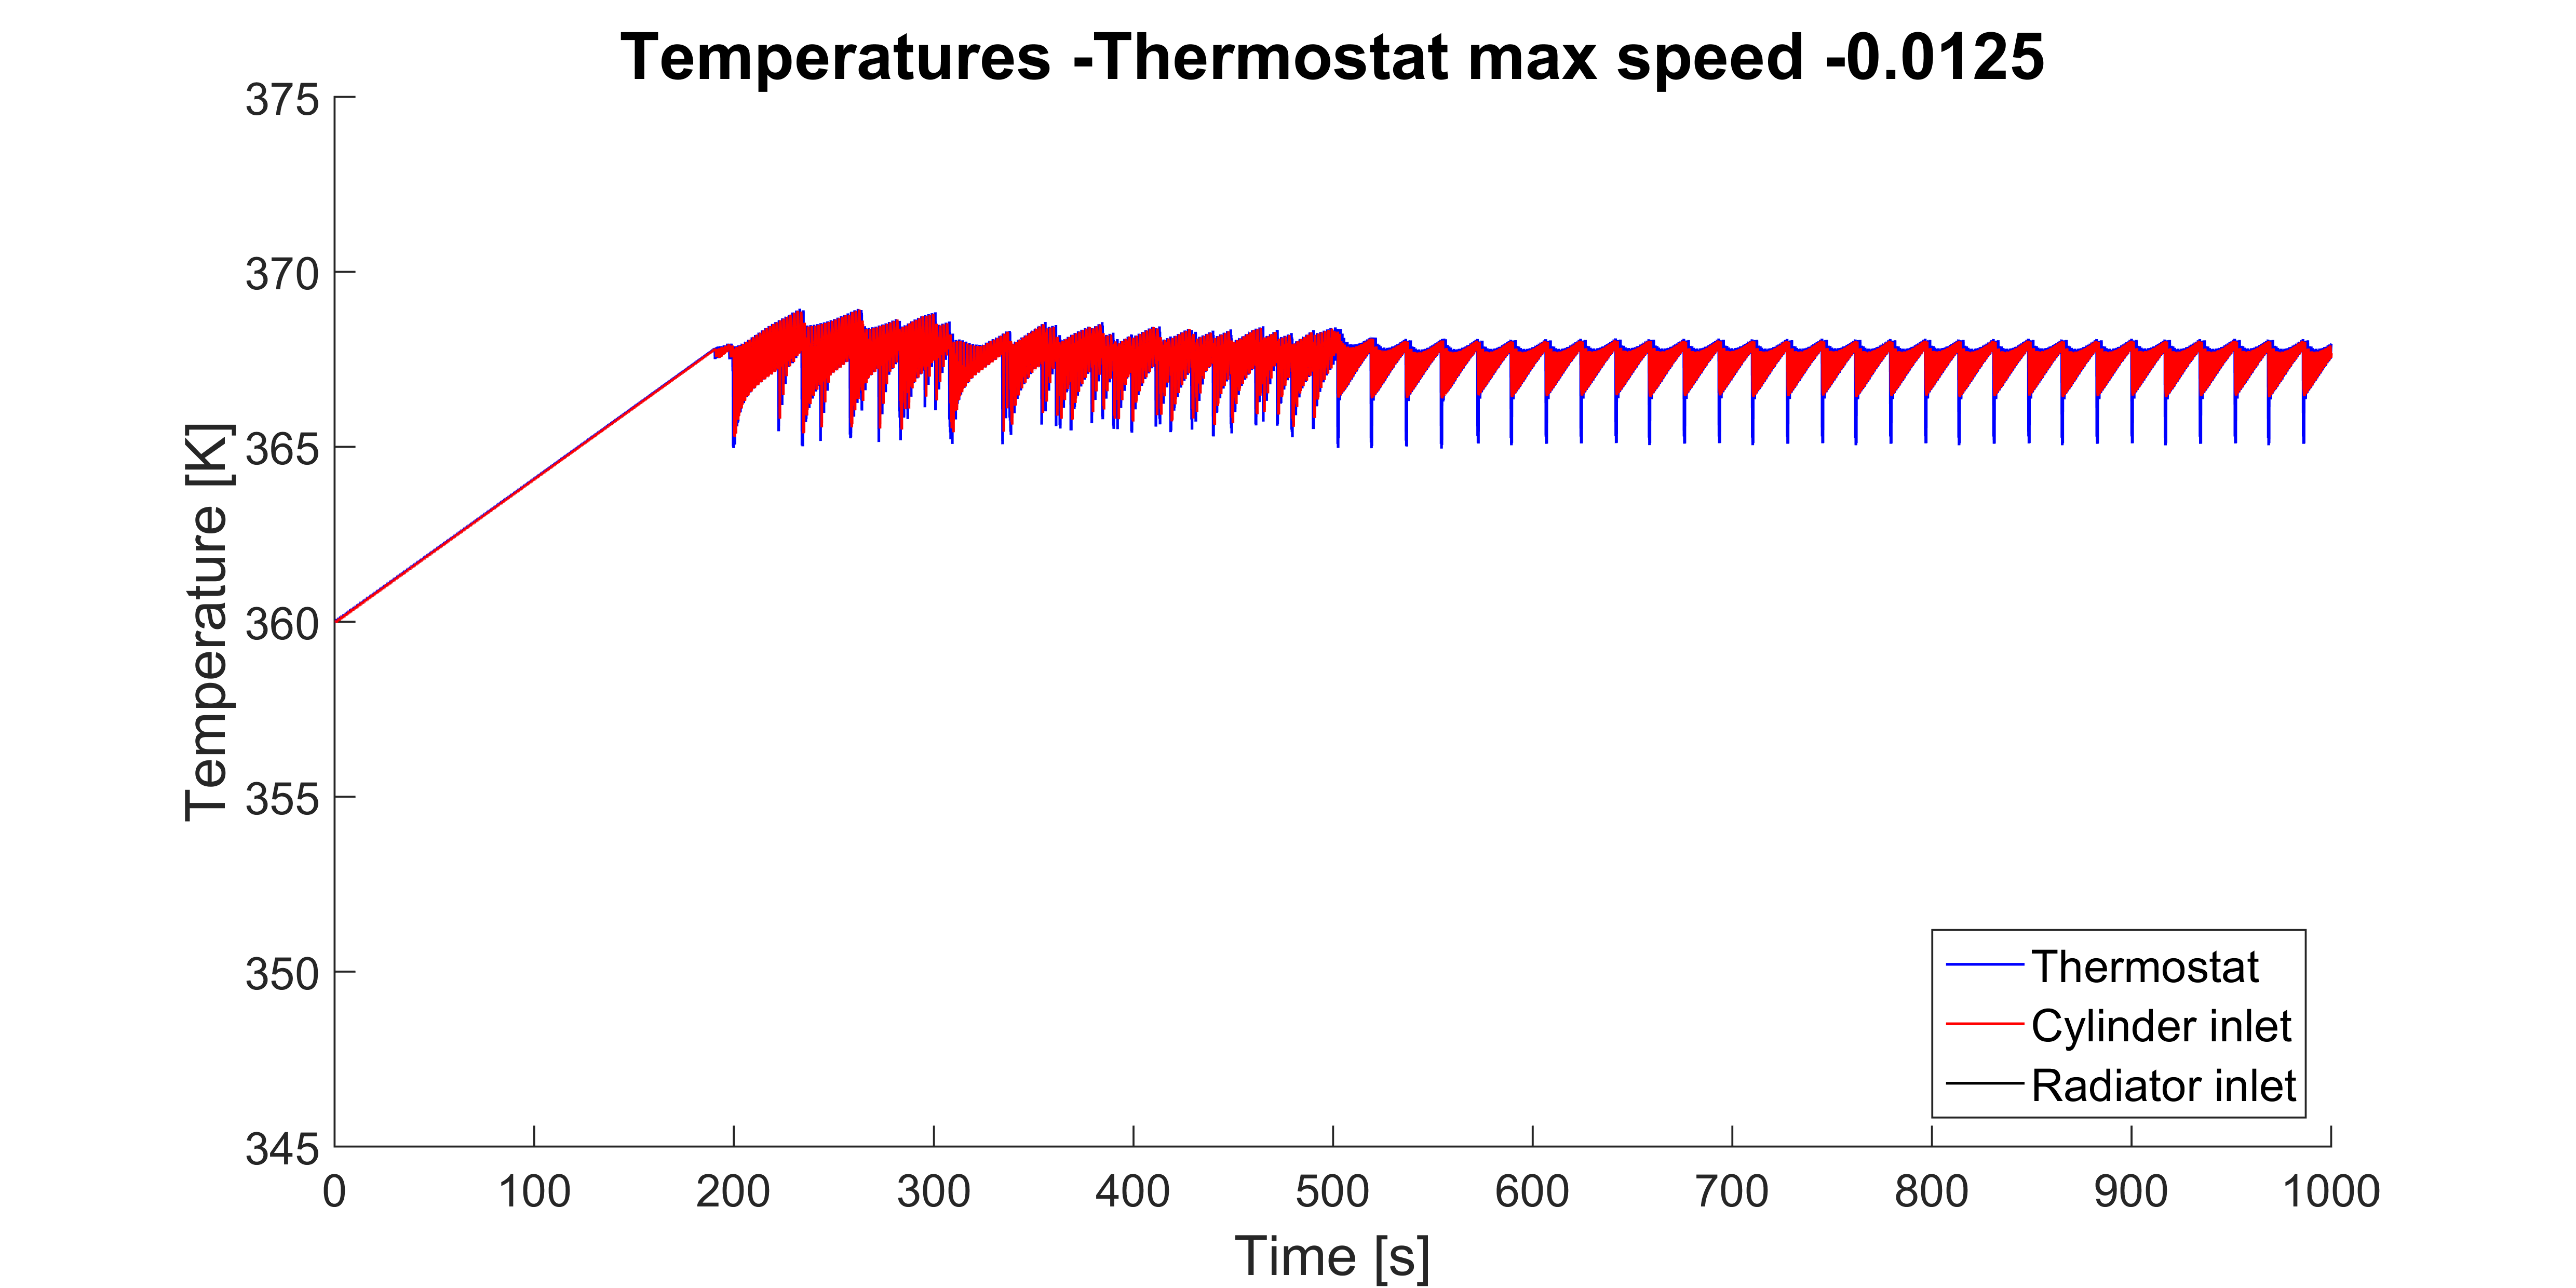 Temperatures -Thermostat max speed -0.0125
Temperature [K]
375
370
365
360
355
350
345
0 100 200 300 400 500 600 700 800 900 1000
Time [s]
Thermostat
Cylinder inlet
Radiator inlet